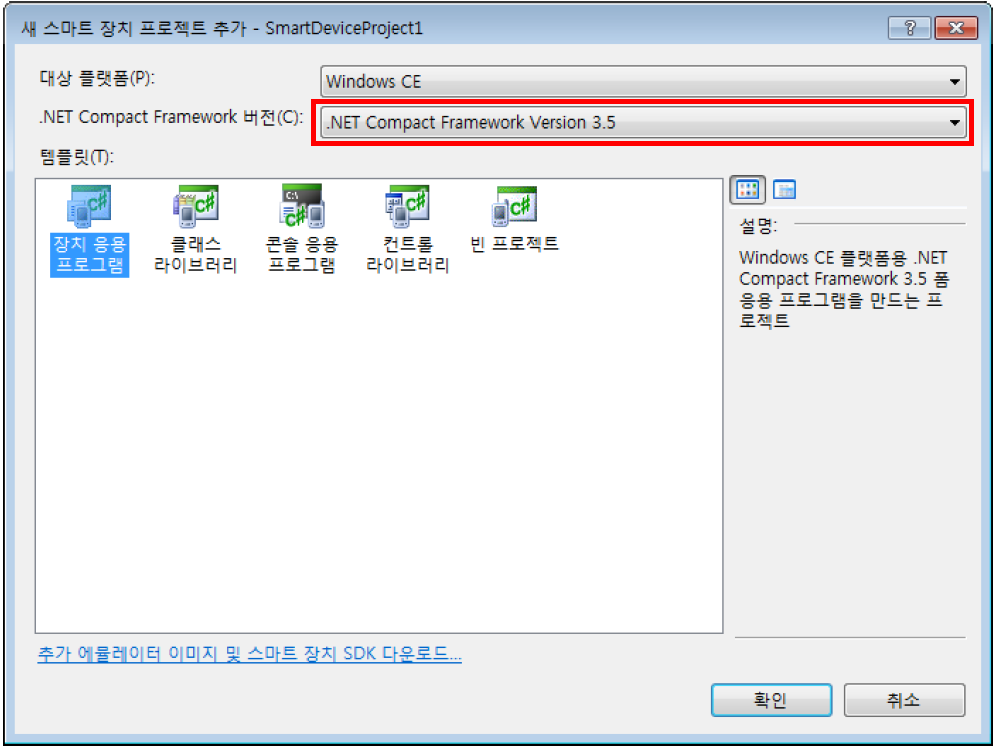 새 스마트 장치 프로젝트 추가 - SmartDeviceProject1
대상 플랫폼(P):
Windows CE
.NET Compact Framework 버전(C):
.NET Compact Framework Version 3.5
템플릿(T):
장치 응용
프로그램
클래스
라이브러리
C:\
콘솔 응용
프로그램
컨트롤
라이브러리
빈 프로젝트
설명:
Windows CE 플랫폼용 .NET
Compact Framework 3.5 폼
응용 프로그램을 만드는 프
로젝트
추가 에뮬레이터 이미지 및 스마트 장치 SDK 다운로드...
확인
취소